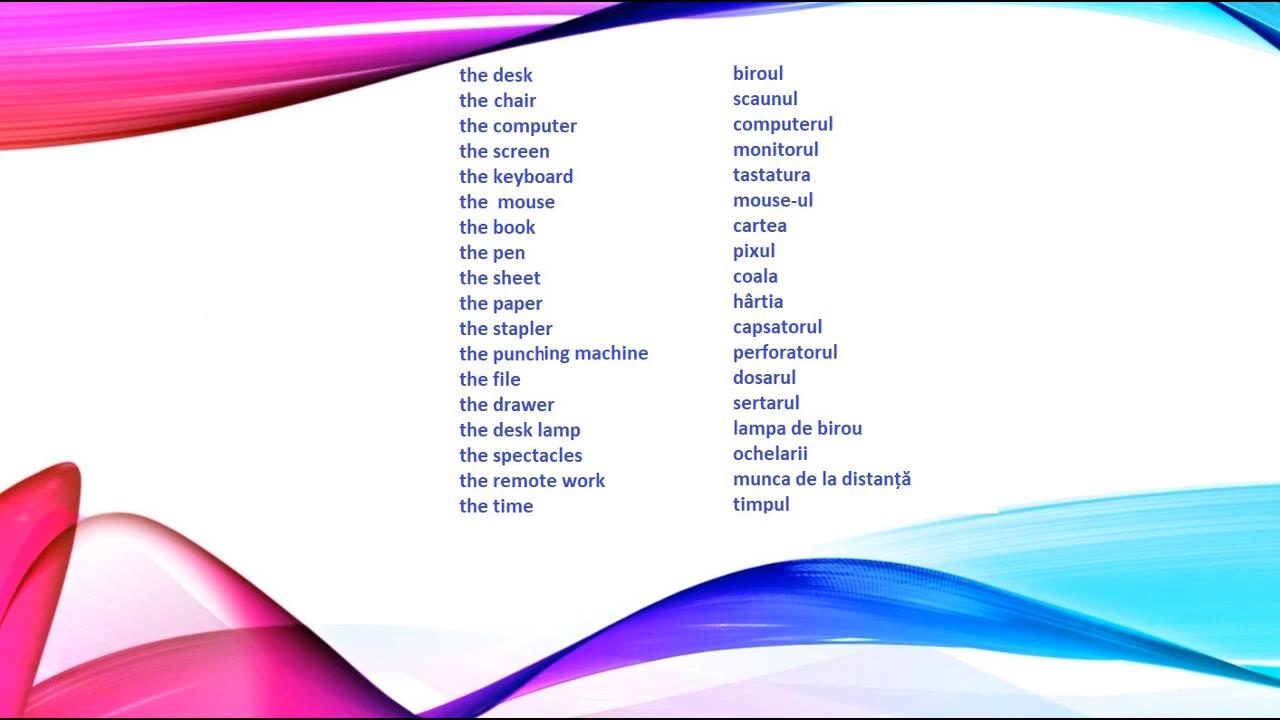 the desk biroul
the chair scaunul
the computer computerul
the screen monitorul
the keyboard tastatura
the mouse mouse-ul
the book cartea
the pen pixul
the sheet coala
the paper hârtia
the stapler capsatorul
the punching machine perforatorul
the file dosarul
the drawer sertarul
the desk lamp lampa de birou
the spectacles ochelarii
the remote work munca de la distanță
the time timpul